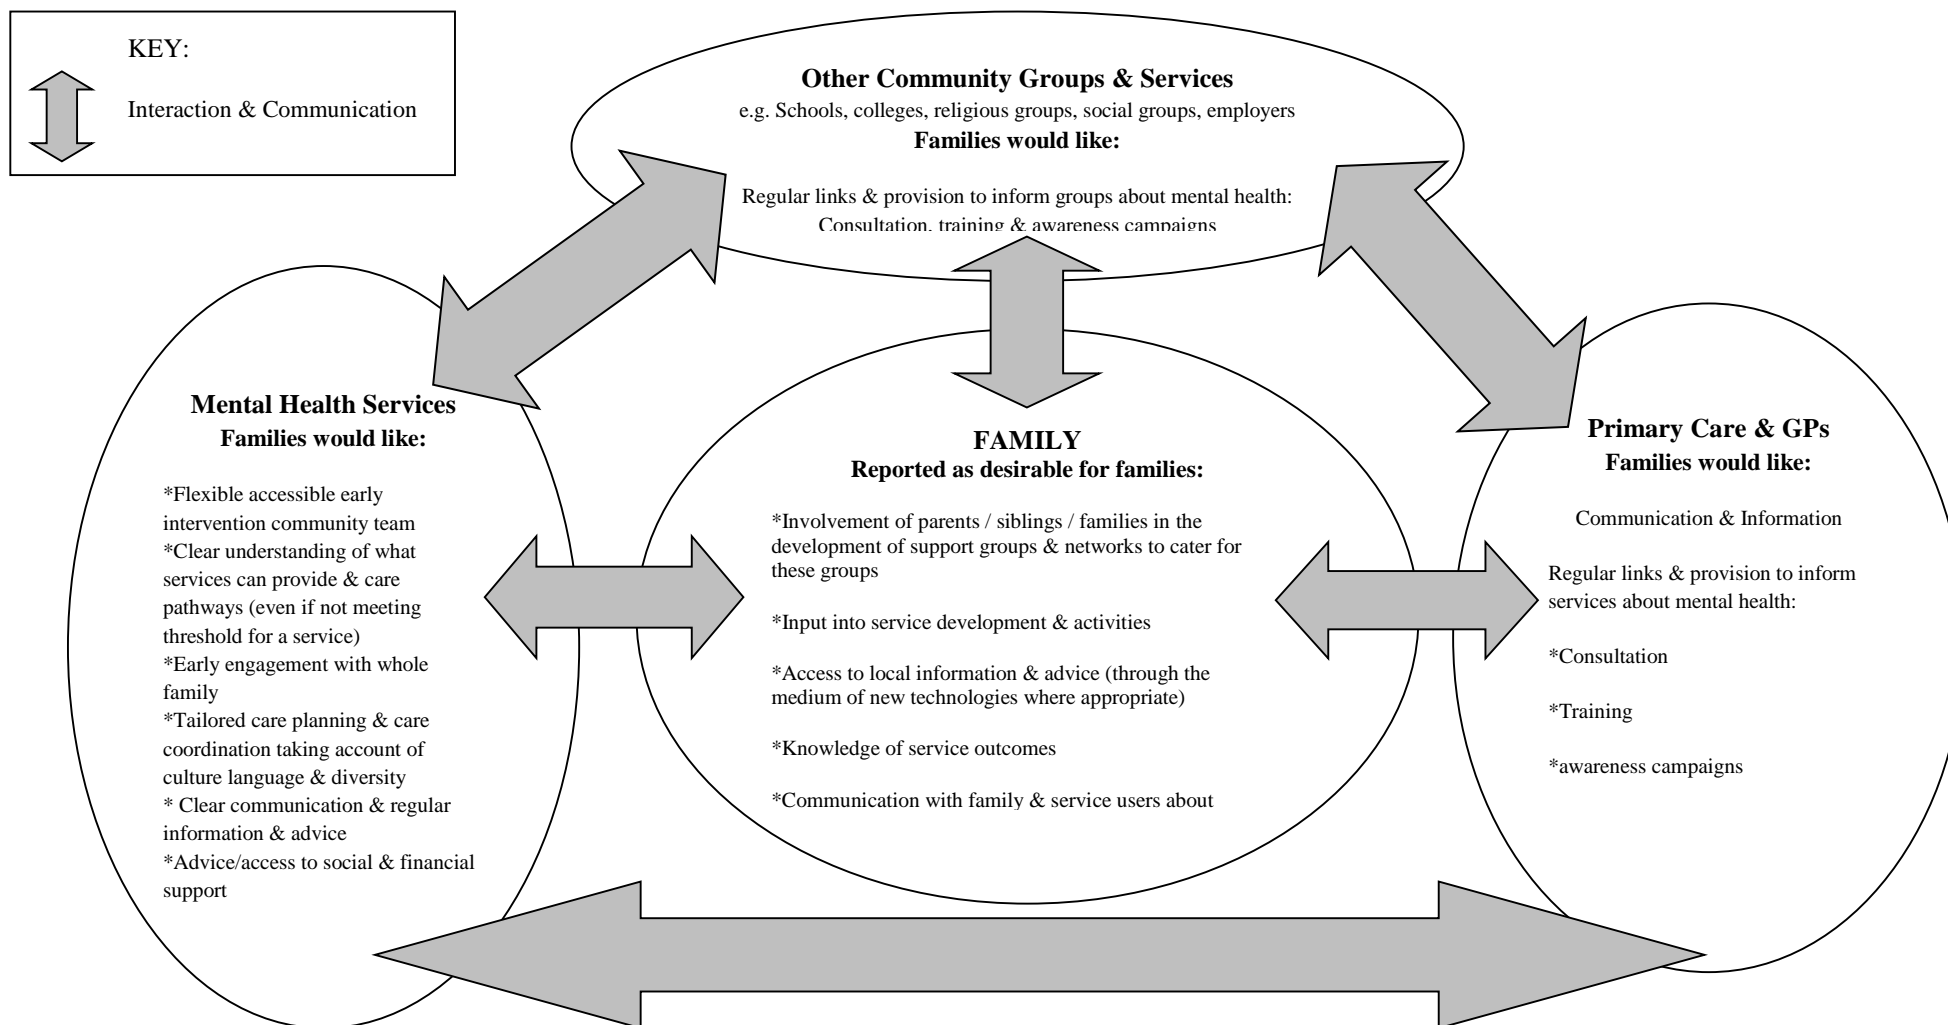 KEY:
Interaction & Communication
Other Community Groups & Services
e.g. Schools, colleges, religious groups, social groups, employers
Families would like:
Regular links & provision to inform groups about mental health:
Consultation, training & awareness campaigns
Mental Health Services
Families would like:
*Flexible accessible early
intervention community team
*Clear understanding of what
services can provide & care
pathways (even if not meeting
threshold for a service)
*Early engagement with whole
family
*Tailored care planning & care
coordination taking account of
culture language & diversity
* Clear communication & regular
information & advice
*Advice/access to social & financial
support
FAMILY
Reported as desirable for families:
*Involvement of parents / siblings / families in the
development of support groups & networks to cater for
these groups
*Input into service development & activities
*Access to local information & advice (through the
medium of new technologies where appropriate)
*Knowledge of service outcomes
*Communication with family & service users about
Primary Care & GPs
Families would like:
Communication & Information
Regular links & provision to inform
services about mental health:
*Consultation
*Training
*awareness campaigns